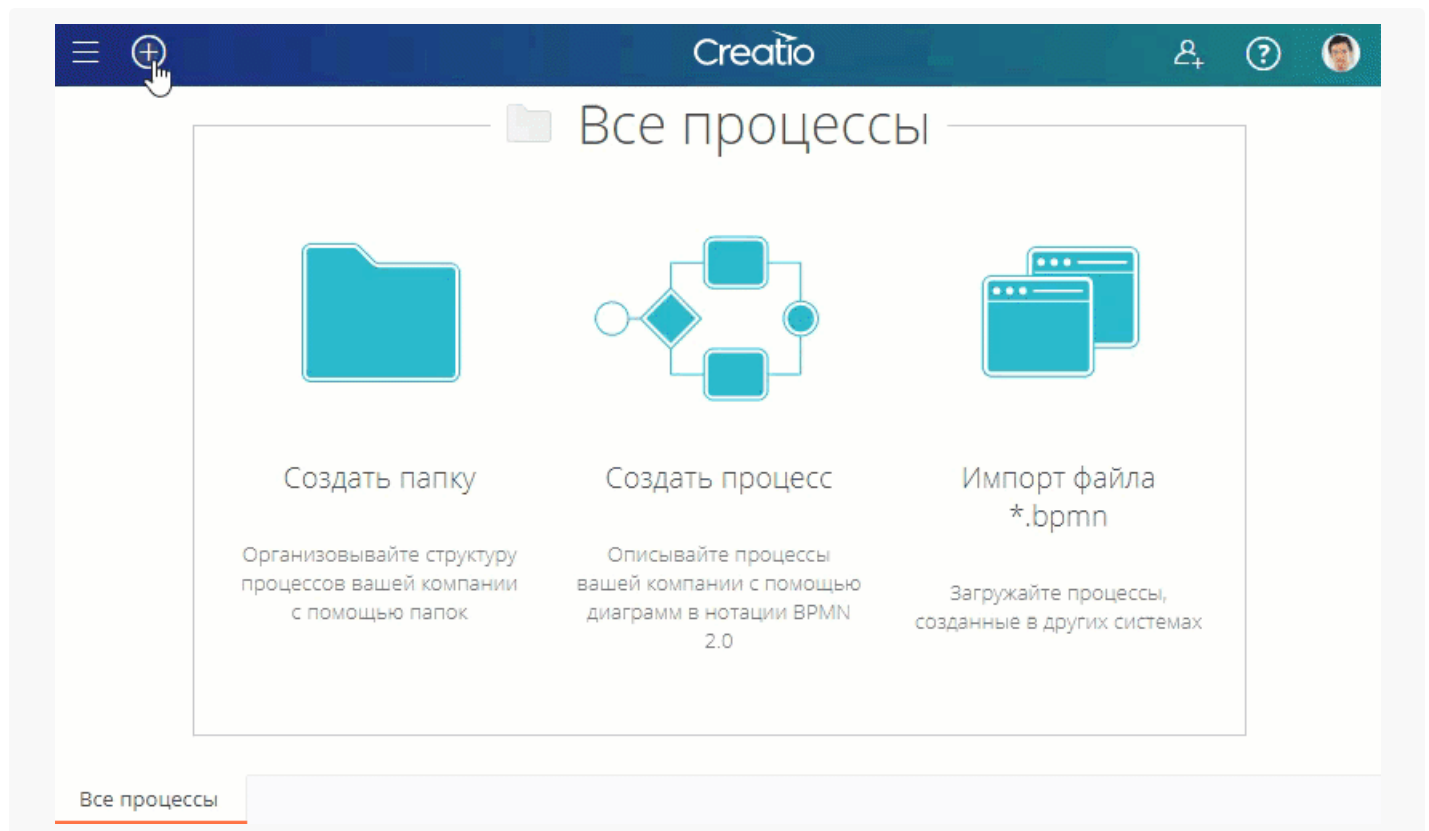 Creatio
Все процессы
Создать папку
Организовывайте структуру
процессов вашей компании
с помощью папок
Создать процесс
Описывайте процессы
вашей компании с помощью
диаграмм в нотации BPMN
2.0
Импорт файла
*.bpmn
Загружайте процессы,
созданные в других системах
Все процессы